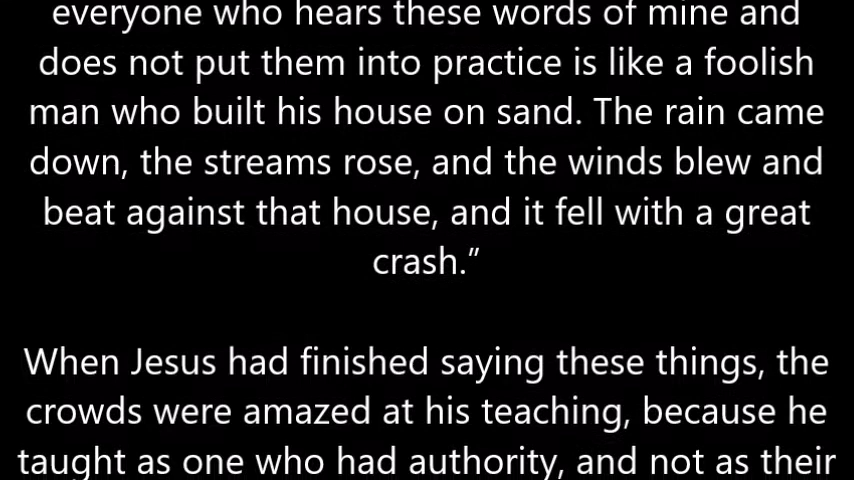 everyone who hears these words of mine and
does not put them into practice is like a foolish
man who built his house on sand. The rain came
down, the streams rose, and the winds blew and
beat against that house, and it fell with a great
crash.”
When Jesus had finished saying these things, the
crowds were amazed at his teaching, because he
taught as one who had authority, and not as their